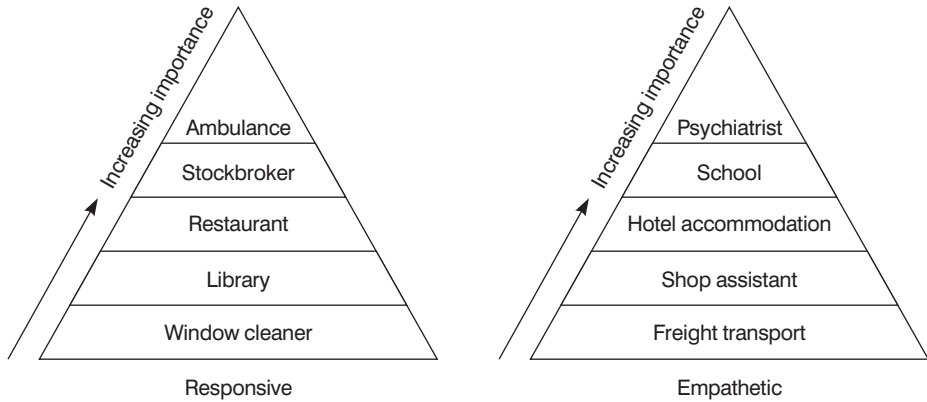 Increasing importance
Ambulance
Stockbroker
Restaurant
Library
Window cleaner
Responsive
Increasing importance
Psychiatrist
School
Hotel accommodation
Shop assistant
Freight transport
Empathetic